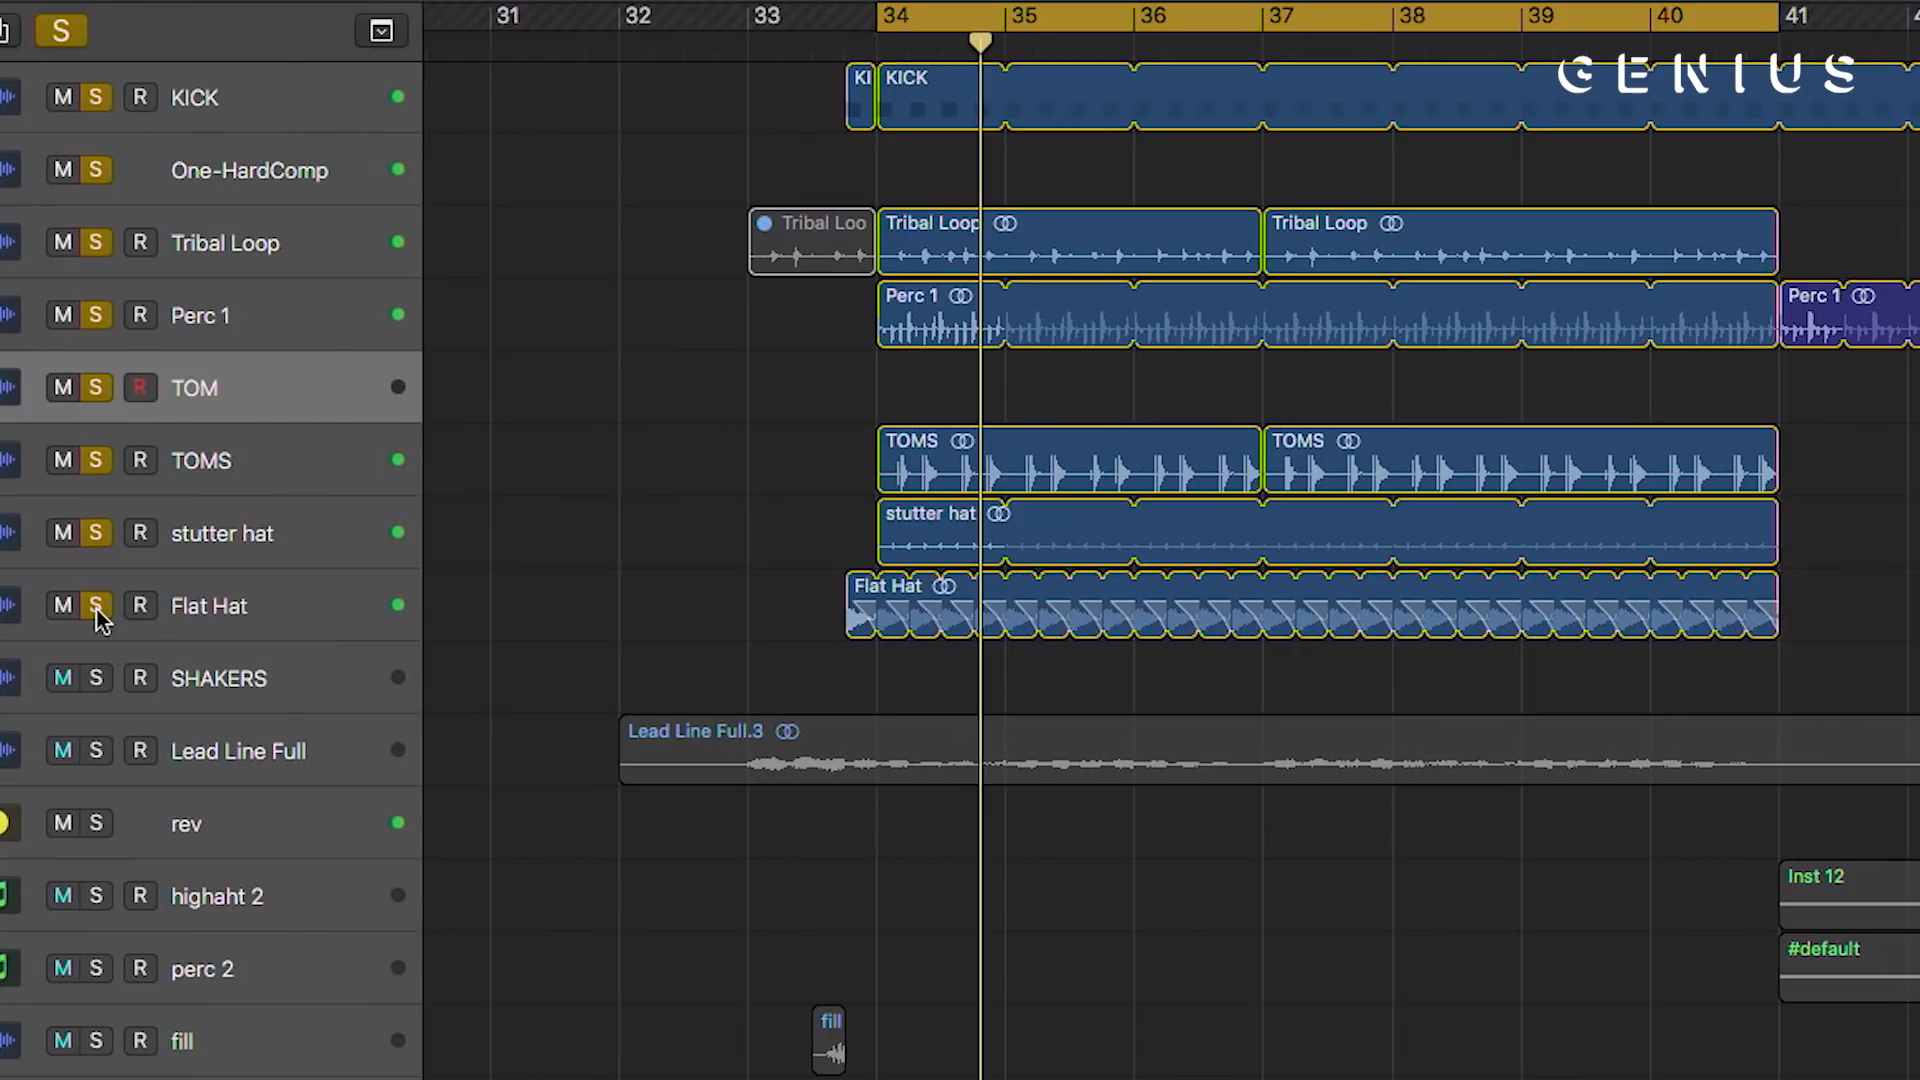 31 32 33 34 35 36 37 38 39 40 41
S
GENIUS
M S R KICK
KI KICK
M S One-HardComp
M S R Tribal Loop
Tribal Loo Tribal Loop Tribal Loop
M S R Perc 1
Perc 1 Perc 1
M S R TOM
M S R TOMS
TOMS TOMS
M S R stutter hat
stutter hat
M S R Flat Hat
Flat Hat
M S R SHAKERS
M S R Lead Line Full
Lead Line Full.3
M S rev
M S R highaht 2
Inst 12
M S R perc 2
#default
M S R fill
fill